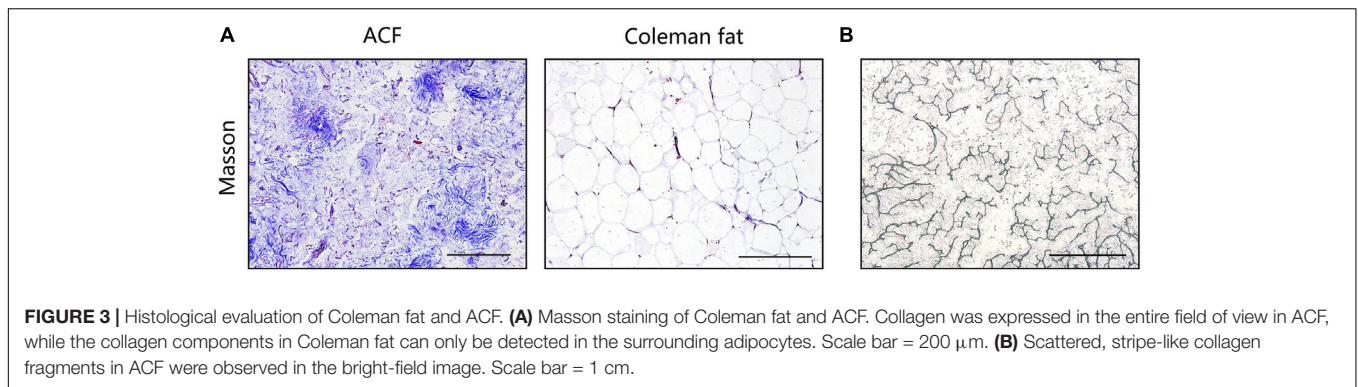 A ACF Coleman fat B
Masson
FIGURE 3 | Histological evaluation of Coleman fat and ACF. (A) Masson staining of Coleman fat and ACF. Collagen was expressed in the entire field of view in ACF,
while the collagen components in Coleman fat can only be detected in the surrounding adipocytes. Scale bar = 200 μm. (B) Scattered, stripe-like collagen
fragments in ACF were observed in the bright-field image. Scale bar = 1 cm.